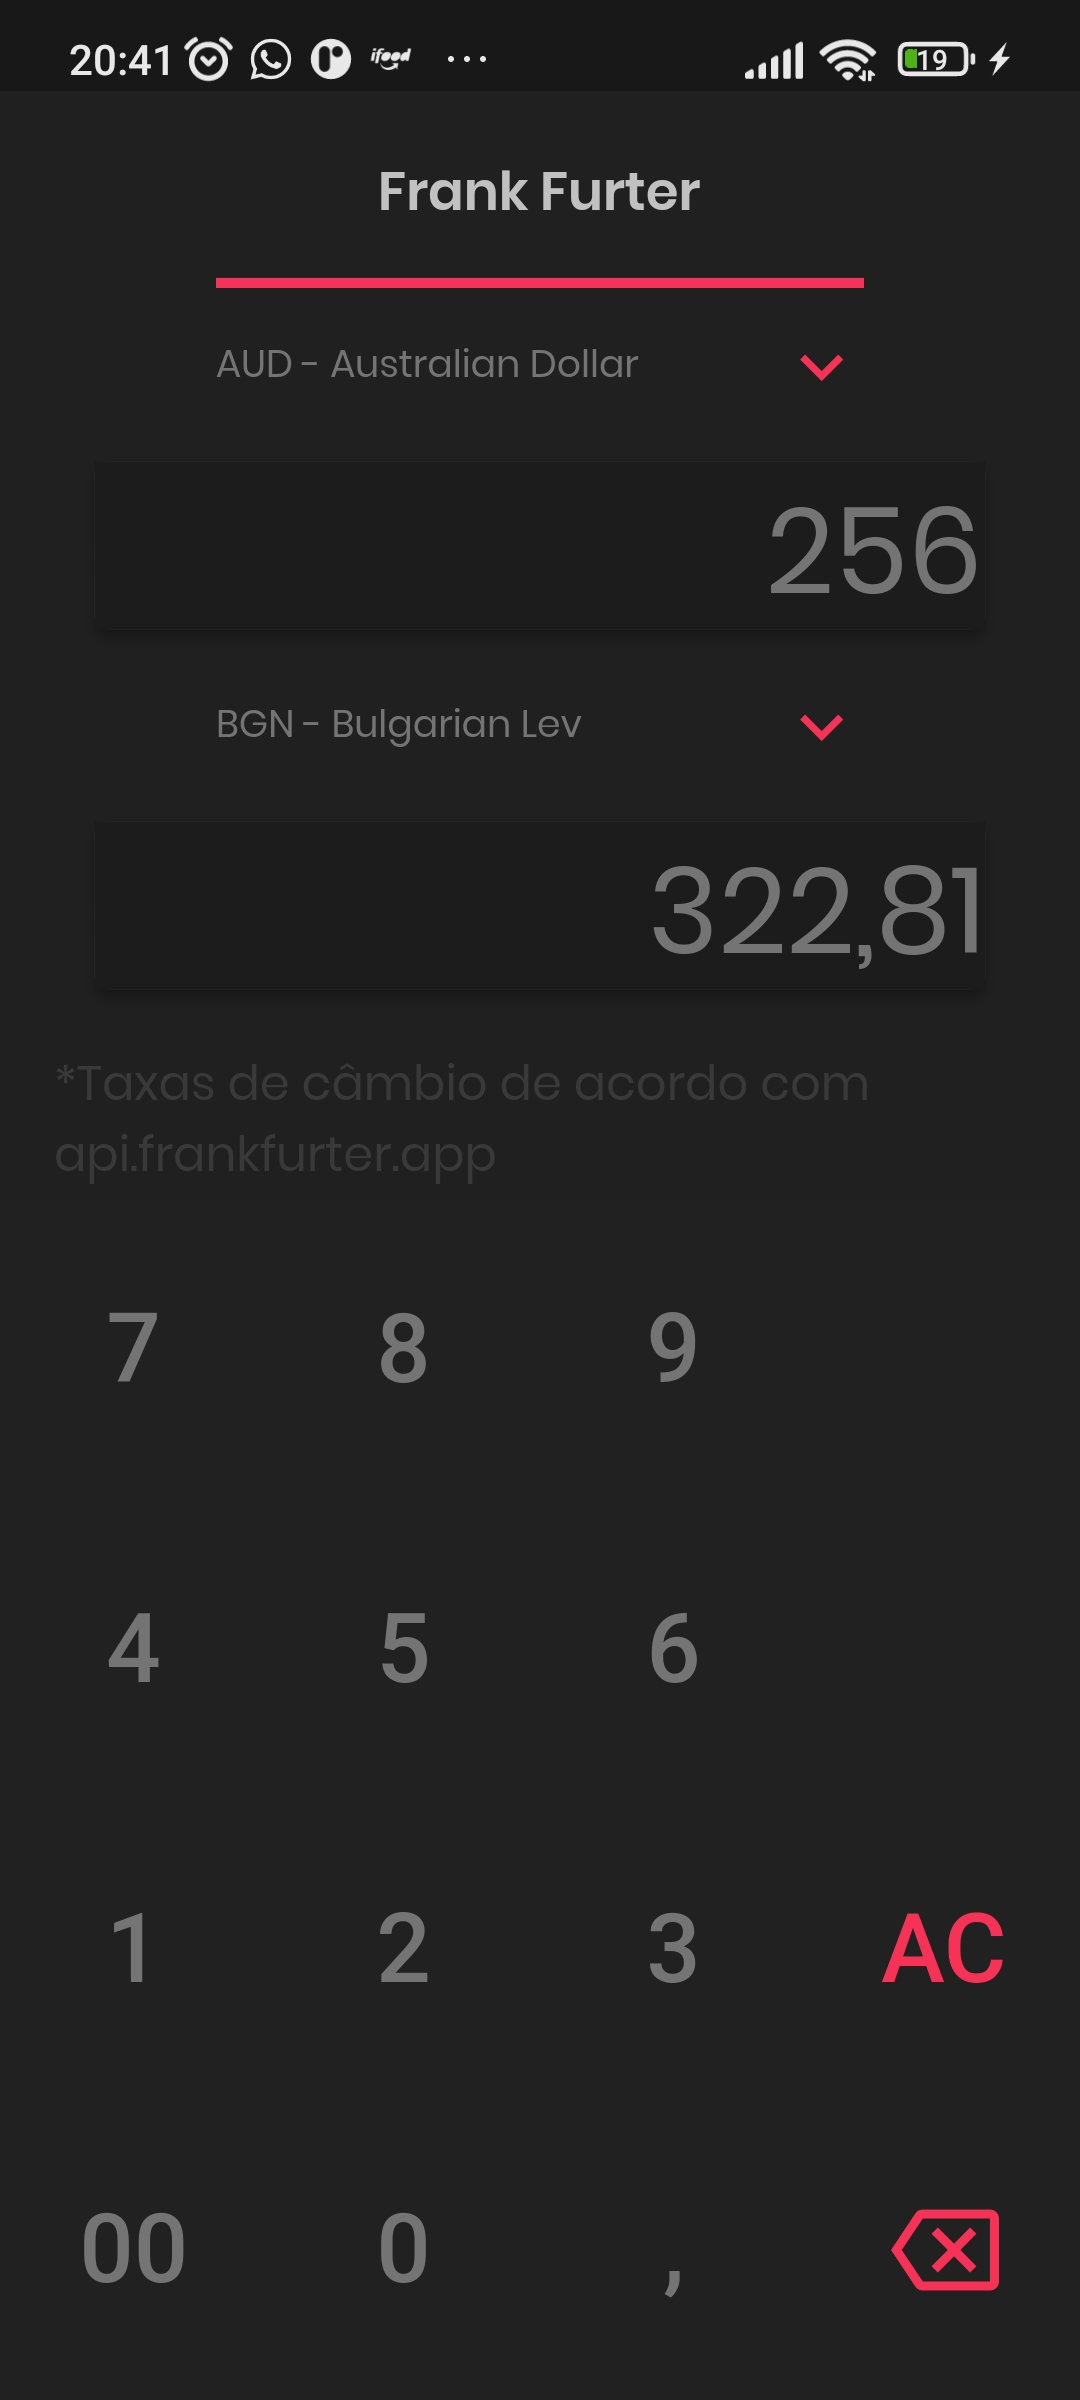 20:41 ifood ... 19
Frank Furter
AUD - Australian Dollar
256
BGN - Bulgarian Lev
322,81
*Taxas de câmbio de acordo com
api.frankfurter.app
7 8 9
4 5 6
1 2 3 AC
00 0 ,